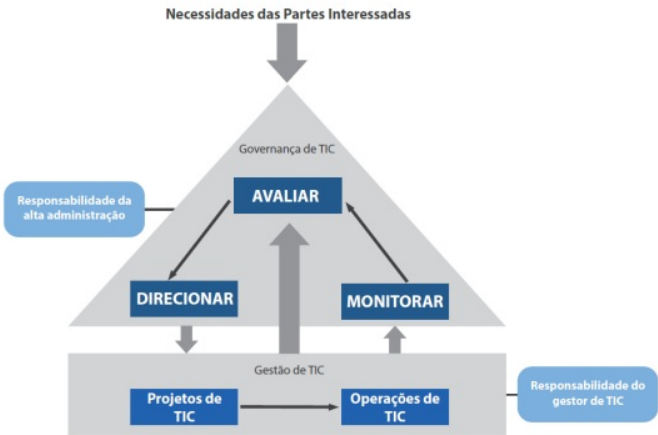 Necessidades das Partes Interessadas
Governança de TIC
Responsabilidade da
alta administração
AVALIAR
DIRECIONAR
MONITORAR
Gestão de TIC
Projetos de
TIC
Operações de
TIC
Responsabilidade do
gestor de TIC